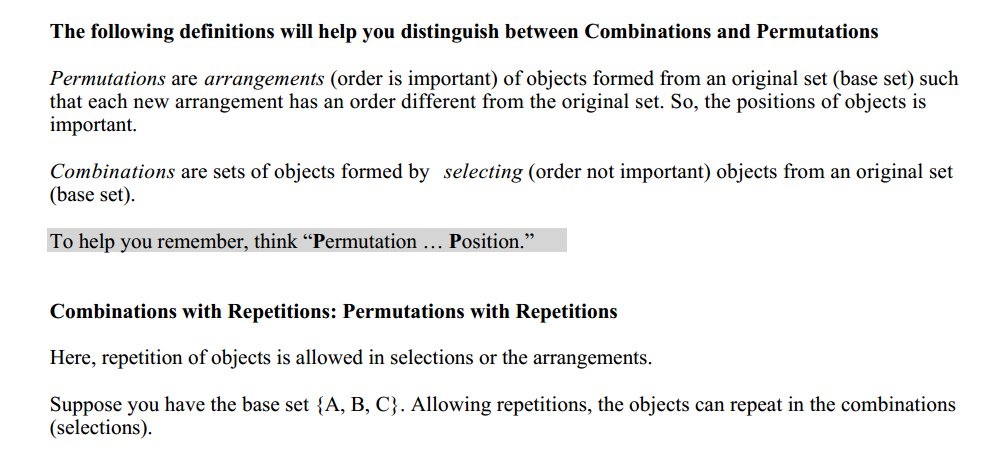 The following definitions will help you distinguish between Combinations and Permutations
Permutations are arrangements (order is important) of objects formed from an original set (base set) such
that each new arrangement has an order different from the original set. So, the positions of objects is
important.
Combinations are sets of objects formed by selecting (order not important) objects from an original set
(base set).
To help you remember, think “Permutation … Position.”
Combinations with Repetitions: Permutations with Repetitions
Here, repetition of objects is allowed in selections or the arrangements.
Suppose you have the base set {A, B, C}. Allowing repetitions, the objects can repeat in the combinations
(selections).